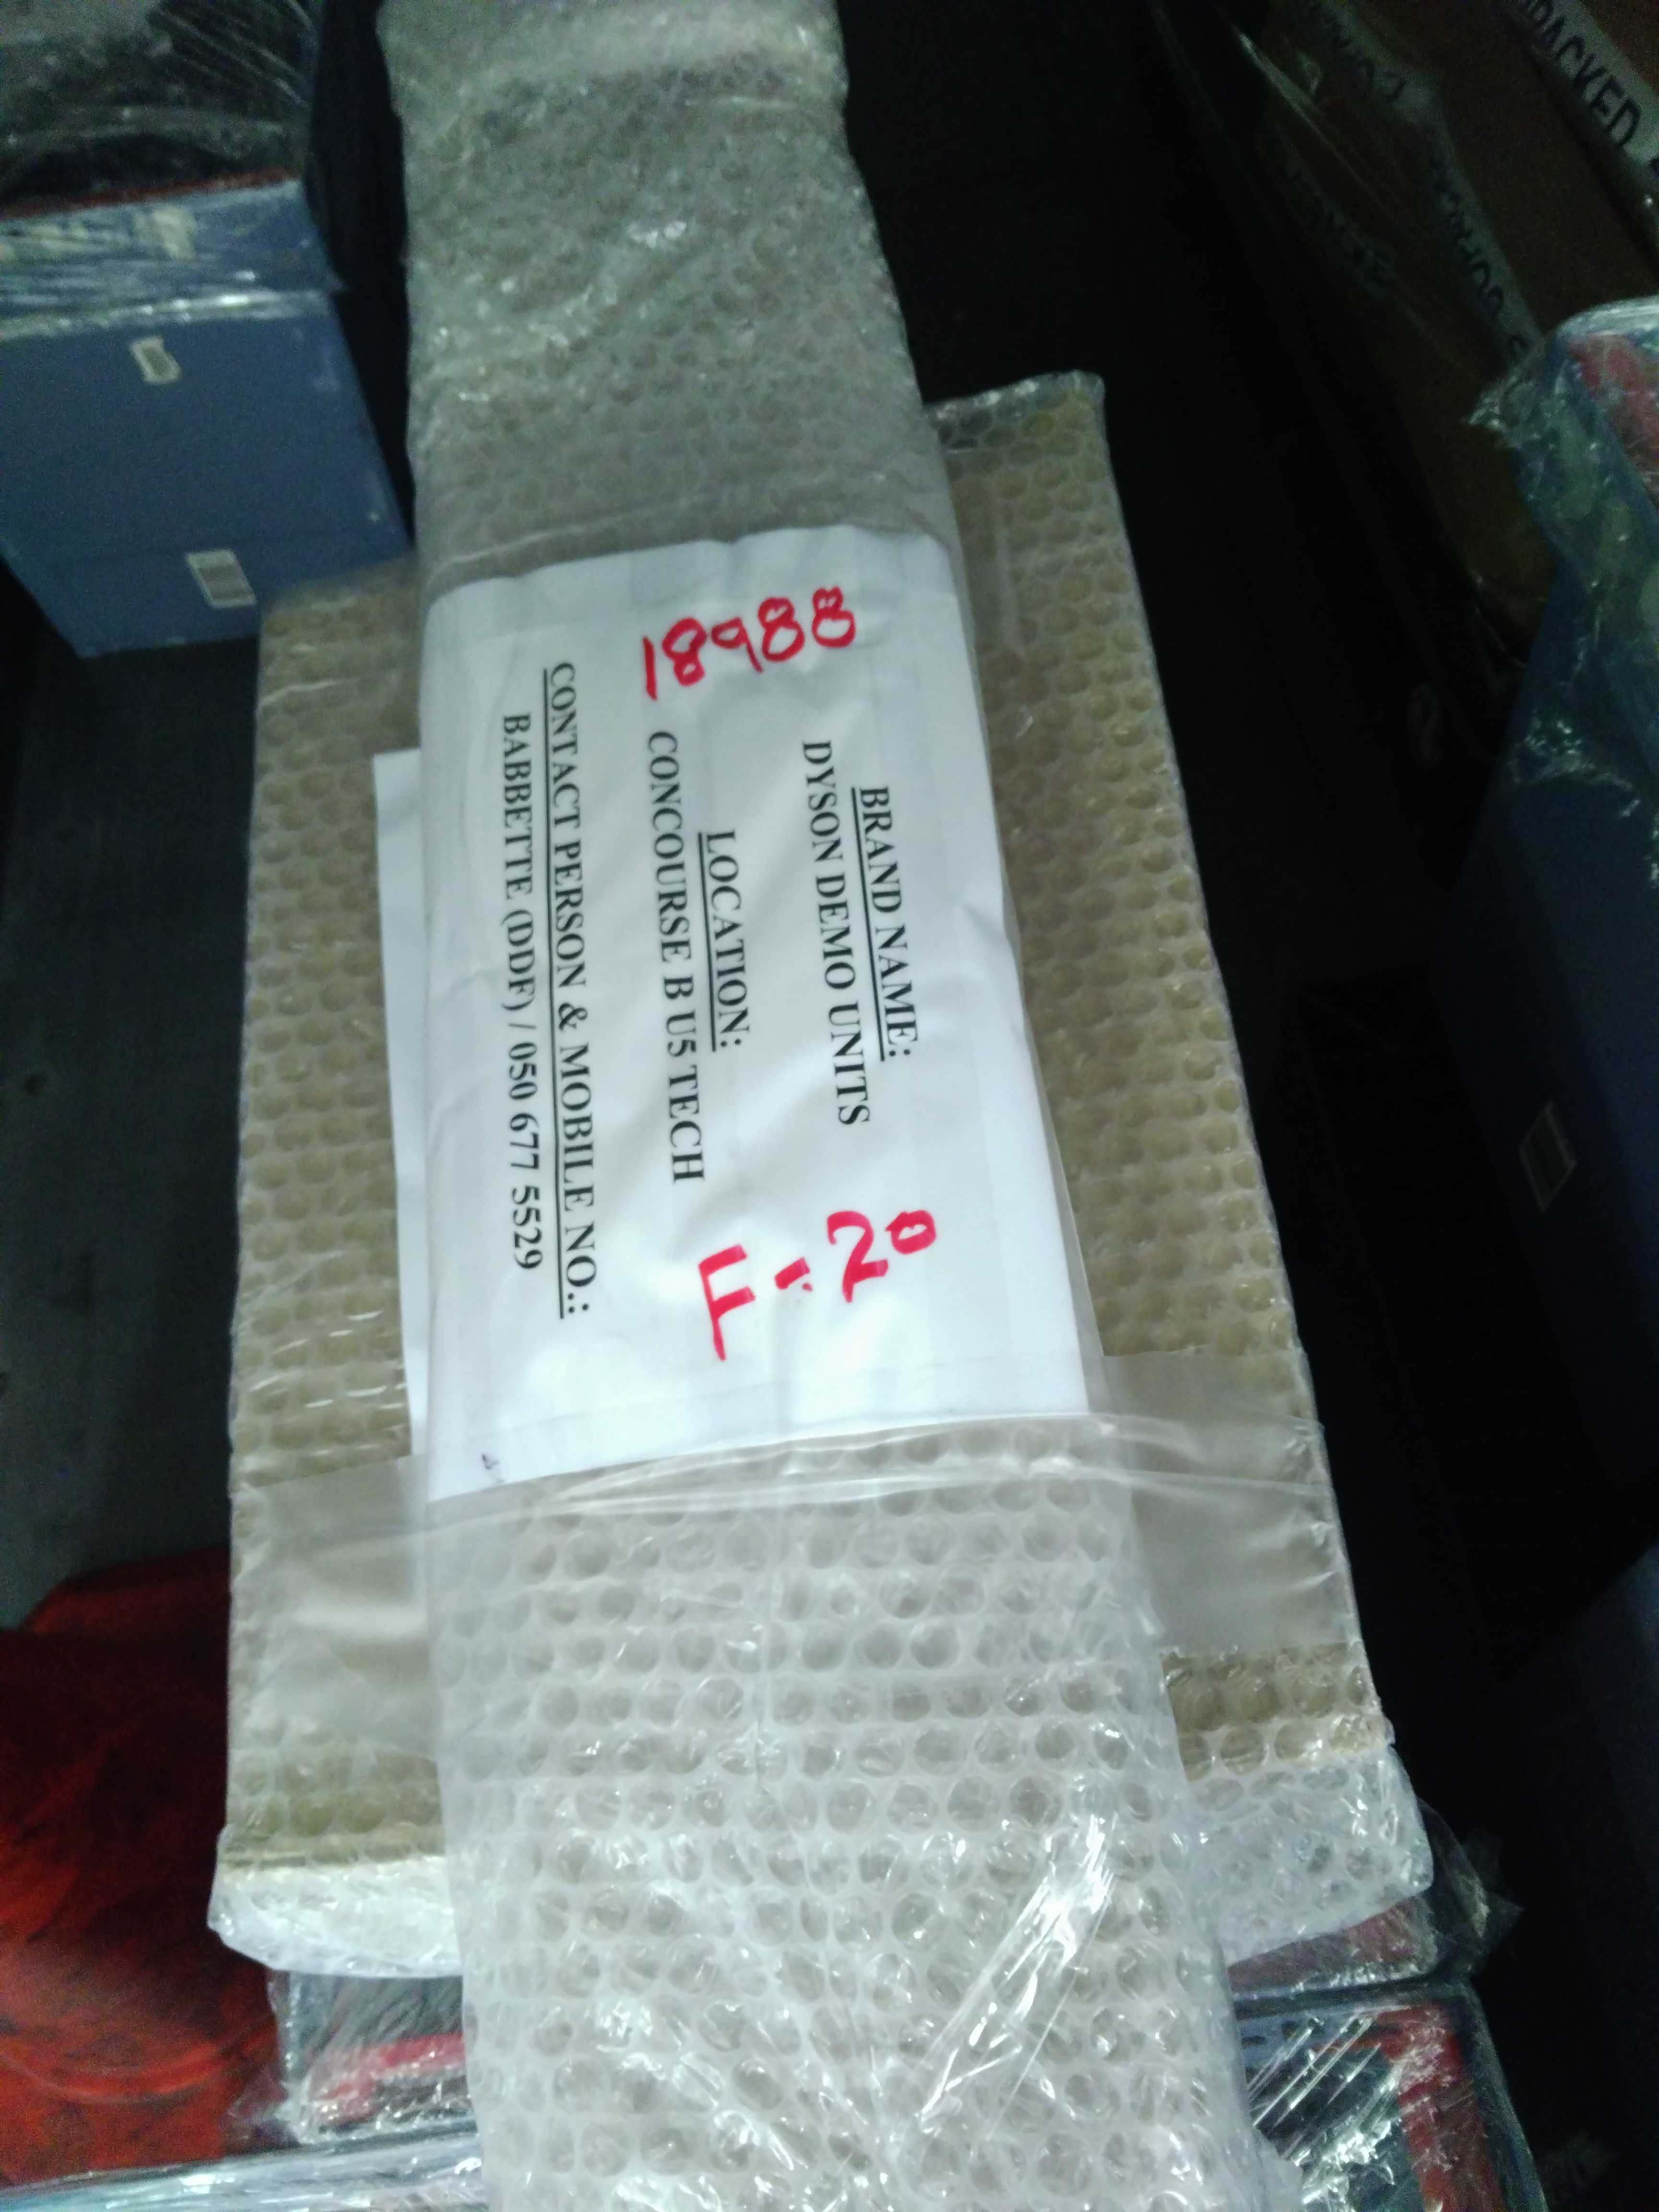 18988
BRAND NAME:
DYSON DEMO UNITS
LOCATION:
CONCOURSE B U5 TECH
CONTACT PERSON & MOBILE NO.:
BABBETTE (DDF) / 050 677 5529
F-20